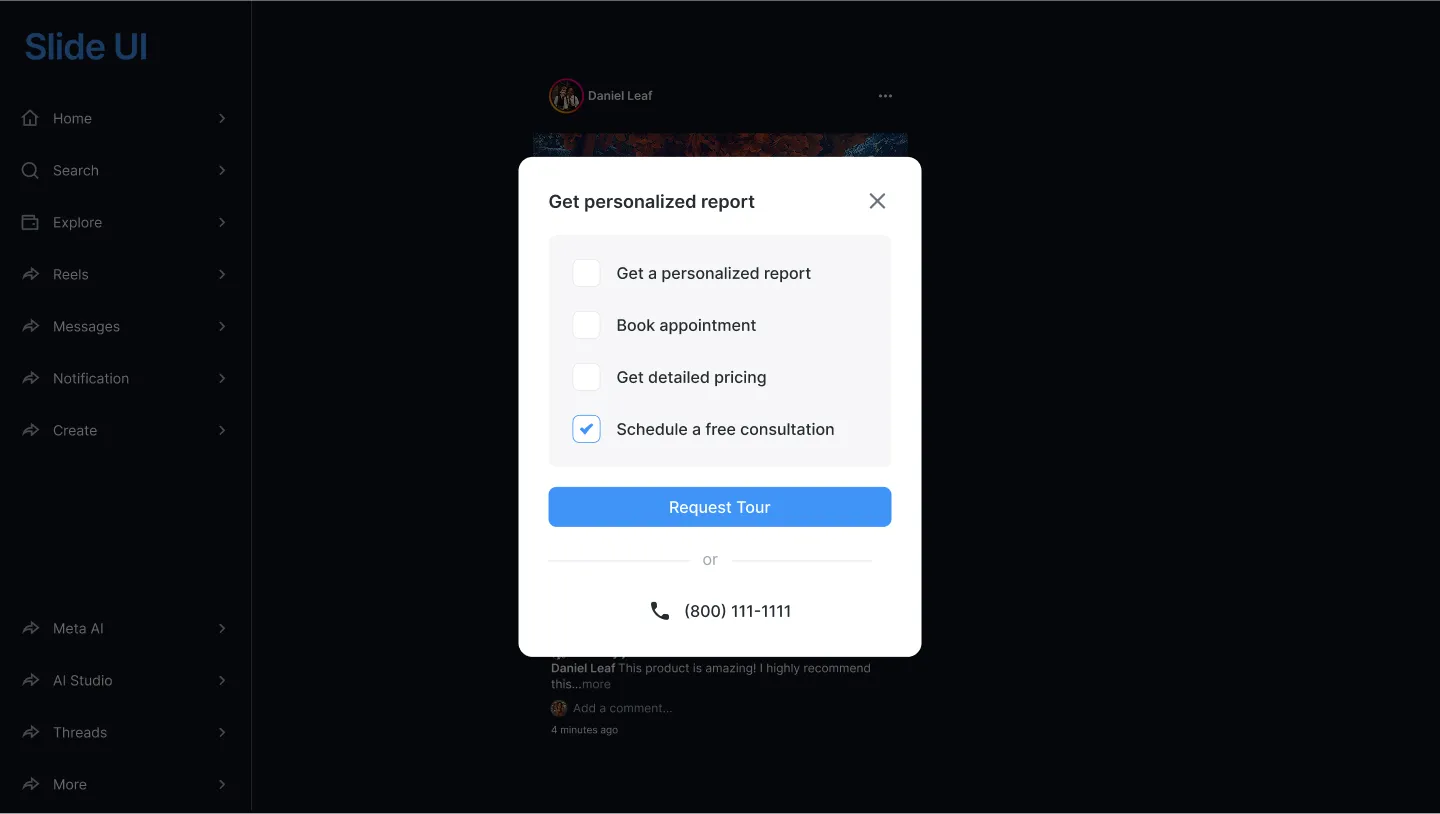 Slide UI
Home
Search
Explore
Reels
Messages
Notification
Create
Meta AI
AI Studio
Threads
More
Daniel Leaf
Get personalized report
Get a personalized report
Book appointment
Get detailed pricing
Schedule a free consultation
Request Tour
or
(800) 111-1111
Daniel Leaf This product is amazing! I highly recommend
this...more
Add a comment...
4 minutes ago